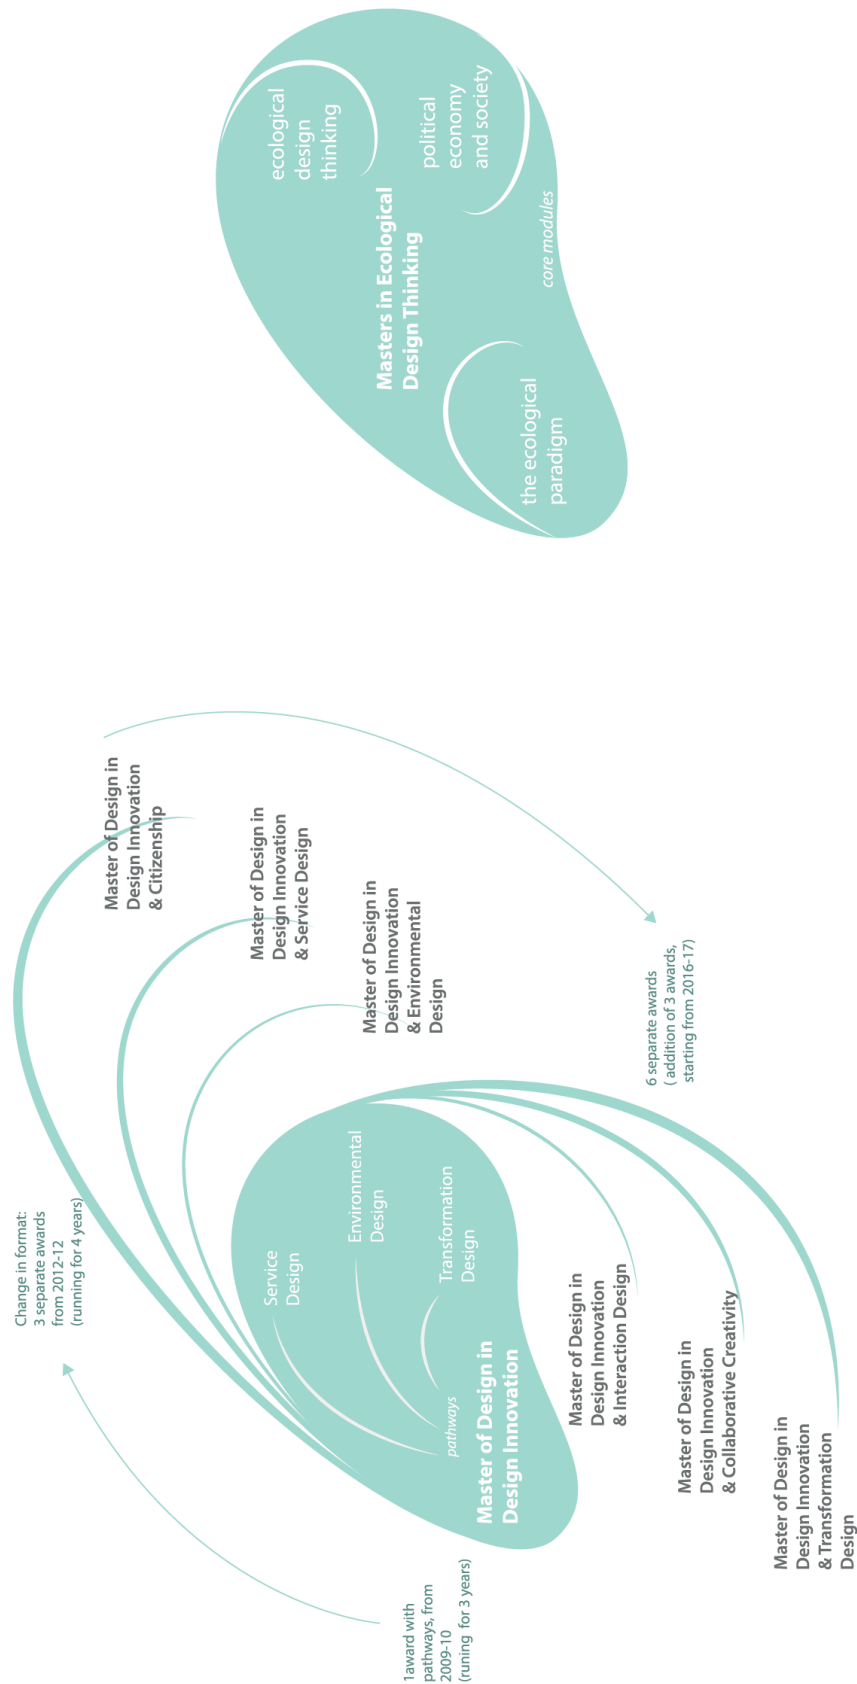 1award with
pathways, from
2009-10
(runing for 3 years)
Change in format:
3 separate awards
from 2012-12
(running for 4 years)
6 separate awards
( addition of 3 awards,
starting from 2016-17)
Master of Design in
Design Innovation
pathways
Service
Design
Environmental
Design
Transformation
Design
Master of Design in
Design Innovation
& Citizenship
Master of Design in
Design Innovation
& Service Design
Master of Design in
Design Innovation
& Environmental
Design
Master of Design in
Design Innovation
& Interaction Design
Master of Design in
Design Innovation
& Collaborative Creativity
Master of Design in
Design Innovation
& Transformation
Design
Masters in Ecological
Design Thinking
ecological
design
thinking
political
economy
and society
the ecological
paradigm
core modules